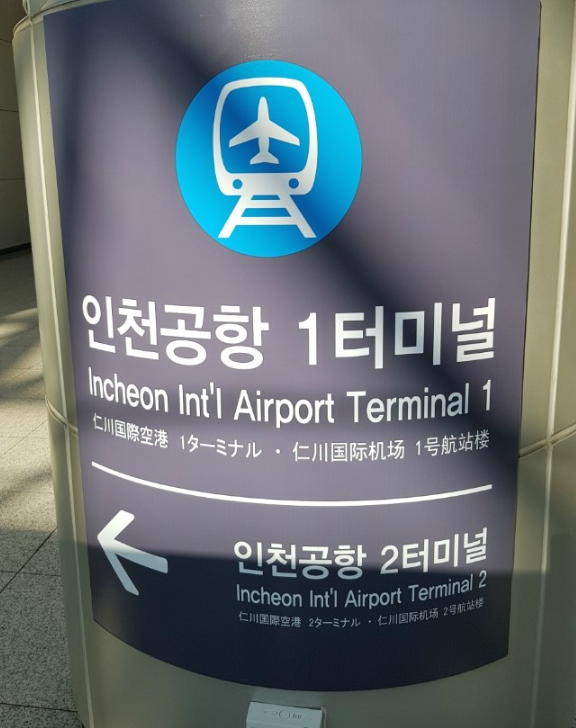 인천공항 1터미널
Incheon Int'l Airport Terminal 1
仁川国際空港 1ターミナル · 仁川国际机场 1号航站楼
인천공항 2터미널
Incheon Int'l Airport Terminal 2
仁川国際空港 2ターミナル · 仁川国际机场 2号航站楼